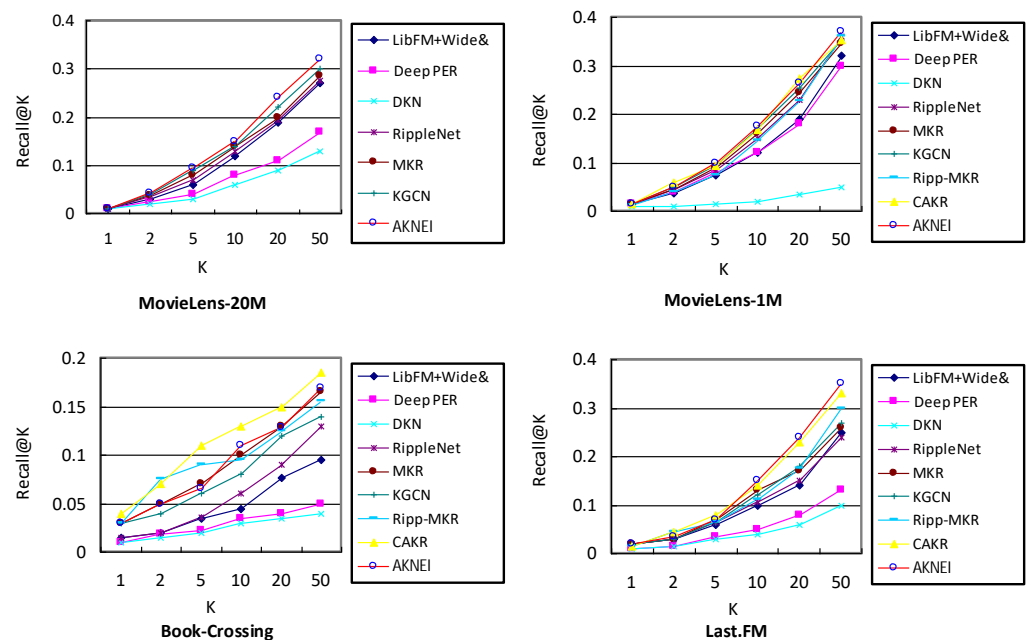 0.4
0.3
0.2
0.1
0
Recall@K
1 2 5 10 20 50
K
LibFM+Wide&
Deep PER
DKN
RippleNet
MKR
KGCN
AKNEI
MovieLens-20M
0.4
0.3
0.2
0.1
0
Recall@K
1 2 5 10 20 50
K
LibFM+Wide&
Deep PER
DKN
RippleNet
MKR
KGCN
Ripp-MKR
CAKR
AKNEI
MovieLens-1M
0.2
0.15
0.1
0.05
0
Recall@K
1 2 5 10 20 50
K
LibFM+Wide&
Deep PER
DKN
RippleNet
MKR
KGCN
Ripp-MKR
CAKR
AKNEI
Book-Crossing
0.4
0.3
0.2
0.1
0
Recall@K
1 2 5 10 20 50
K
LibFM+Wide&
Deep PER
DKN
RippleNet
MKR
KGCN
Ripp-MKR
CAKR
AKNEI
Last.FM